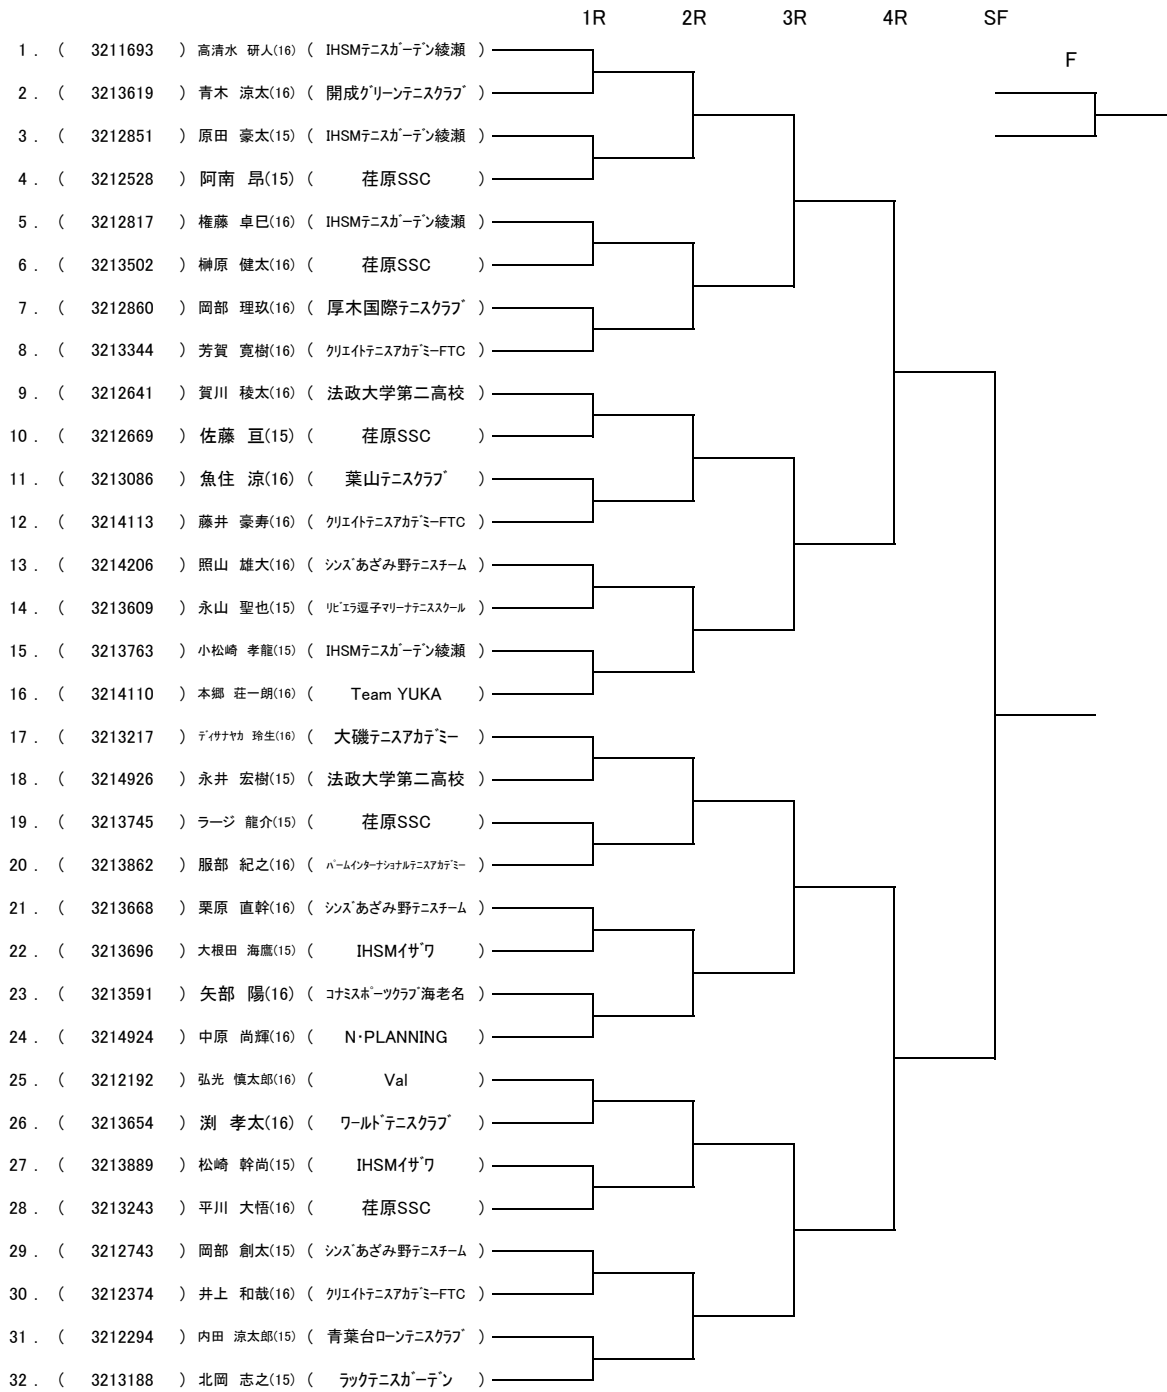 1R 2R 3R 4R SF
F
1 . ( 3211693 ) 高清水 研人(16) ( IHSMﾃﾆｽｶﾞｰﾃﾞﾝ綾瀬 )
2 . ( 3213619 ) 青木 涼太(16) ( 開成ｸﾞﾘｰﾝﾃﾆｽｸﾗﾌﾞ )
3 . ( 3212851 ) 原田 豪太(15) ( IHSMﾃﾆｽｶﾞｰﾃﾞﾝ綾瀬 )
4 . ( 3212528 ) 阿南 昂(15) ( 荏原SSC )
5 . ( 3212817 ) 権藤 卓巳(16) ( IHSMﾃﾆｽｶﾞｰﾃﾞﾝ綾瀬 )
6 . ( 3213502 ) 榊原 健太(16) ( 荏原SSC )
7 . ( 3212860 ) 岡部 理玖(16) ( 厚木国際ﾃﾆｽｸﾗﾌﾞ )
8 . ( 3213344 ) 芳賀 寛樹(16) ( ｸﾘｴｲﾄﾃﾆｽｱｶﾃﾞﾐｰFTC )
9 . ( 3212641 ) 賀川 稜太(16) ( 法政大学第二高校 )
10 . ( 3212669 ) 佐藤 亘(15) ( 荏原SSC )
11 . ( 3213086 ) 魚住 涼(16) ( 葉山ﾃﾆｽｸﾗﾌﾞ )
12 . ( 3214113 ) 藤井 豪寿(16) ( ｸﾘｴｲﾄﾃﾆｽｱｶﾃﾞﾐｰFTC )
13 . ( 3214206 ) 照山 雄大(16) ( ｼﾝｽﾞあざみ野ﾃﾆｽﾁｰﾑ )
14 . ( 3213609 ) 永山 聖也(15) ( ﾘﾋﾞｴﾗ逗子ﾏﾘｰﾅﾃﾆｽｽｸｰﾙ )
15 . ( 3213763 ) 小松崎 孝龍(15) ( IHSMﾃﾆｽｶﾞｰﾃﾞﾝ綾瀬 )
16 . ( 3214110 ) 本郷 荘一朗(16) ( Team YUKA )
17 . ( 3213217 ) ﾃﾞｨｻﾅﾔｶ 玲生(16) ( 大磯ﾃﾆｽｱｶﾃﾞﾐｰ )
18 . ( 3214926 ) 永井 宏樹(15) ( 法政大学第二高校 )
19 . ( 3213745 ) ラージ 龍介(15) ( 荏原SSC )
20 . ( 3213862 ) 服部 紀之(16) ( ﾊﾟｰﾑｲﾝﾀｰﾅｼｮﾅﾙﾃﾆｽｱｶﾃﾞﾐｰ )
21 . ( 3213668 ) 栗原 直幹(16) ( ｼﾝｽﾞあざみ野ﾃﾆｽﾁｰﾑ )
22 . ( 3213696 ) 大根田 海鷹(15) ( IHSMｲｻﾞﾜ )
23 . ( 3213591 ) 矢部 陽(16) ( ｺﾅﾐｽﾎﾟｰﾂｸﾗﾌﾞ海老名 )
24 . ( 3214924 ) 中原 尚輝(16) ( N･PLANNING )
25 . ( 3212192 ) 弘光 慎太郎(16) ( Val )
26 . ( 3213654 ) 渕 孝太(16) ( ﾜｰﾙﾄﾞﾃﾆｽｸﾗﾌﾞ )
27 . ( 3213889 ) 松崎 幹尚(15) ( IHSMｲｻﾞﾜ )
28 . ( 3213243 ) 平川 大悟(16) ( 荏原SSC )
29 . ( 3212743 ) 岡部 創太(15) ( ｼﾝｽﾞあざみ野ﾃﾆｽﾁｰﾑ )
30 . ( 3212374 ) 井上 和哉(16) ( ｸﾘｴｲﾄﾃﾆｽｱｶﾃﾞﾐｰFTC )
31 . ( 3212294 ) 内田 涼太郎(15) ( 青葉台ﾛｰﾝﾃﾆｽｸﾗﾌﾞ )
32 . ( 3213188 ) 北岡 志之(15) ( ﾗｯｸﾃﾆｽｶﾞｰﾃﾞﾝ )